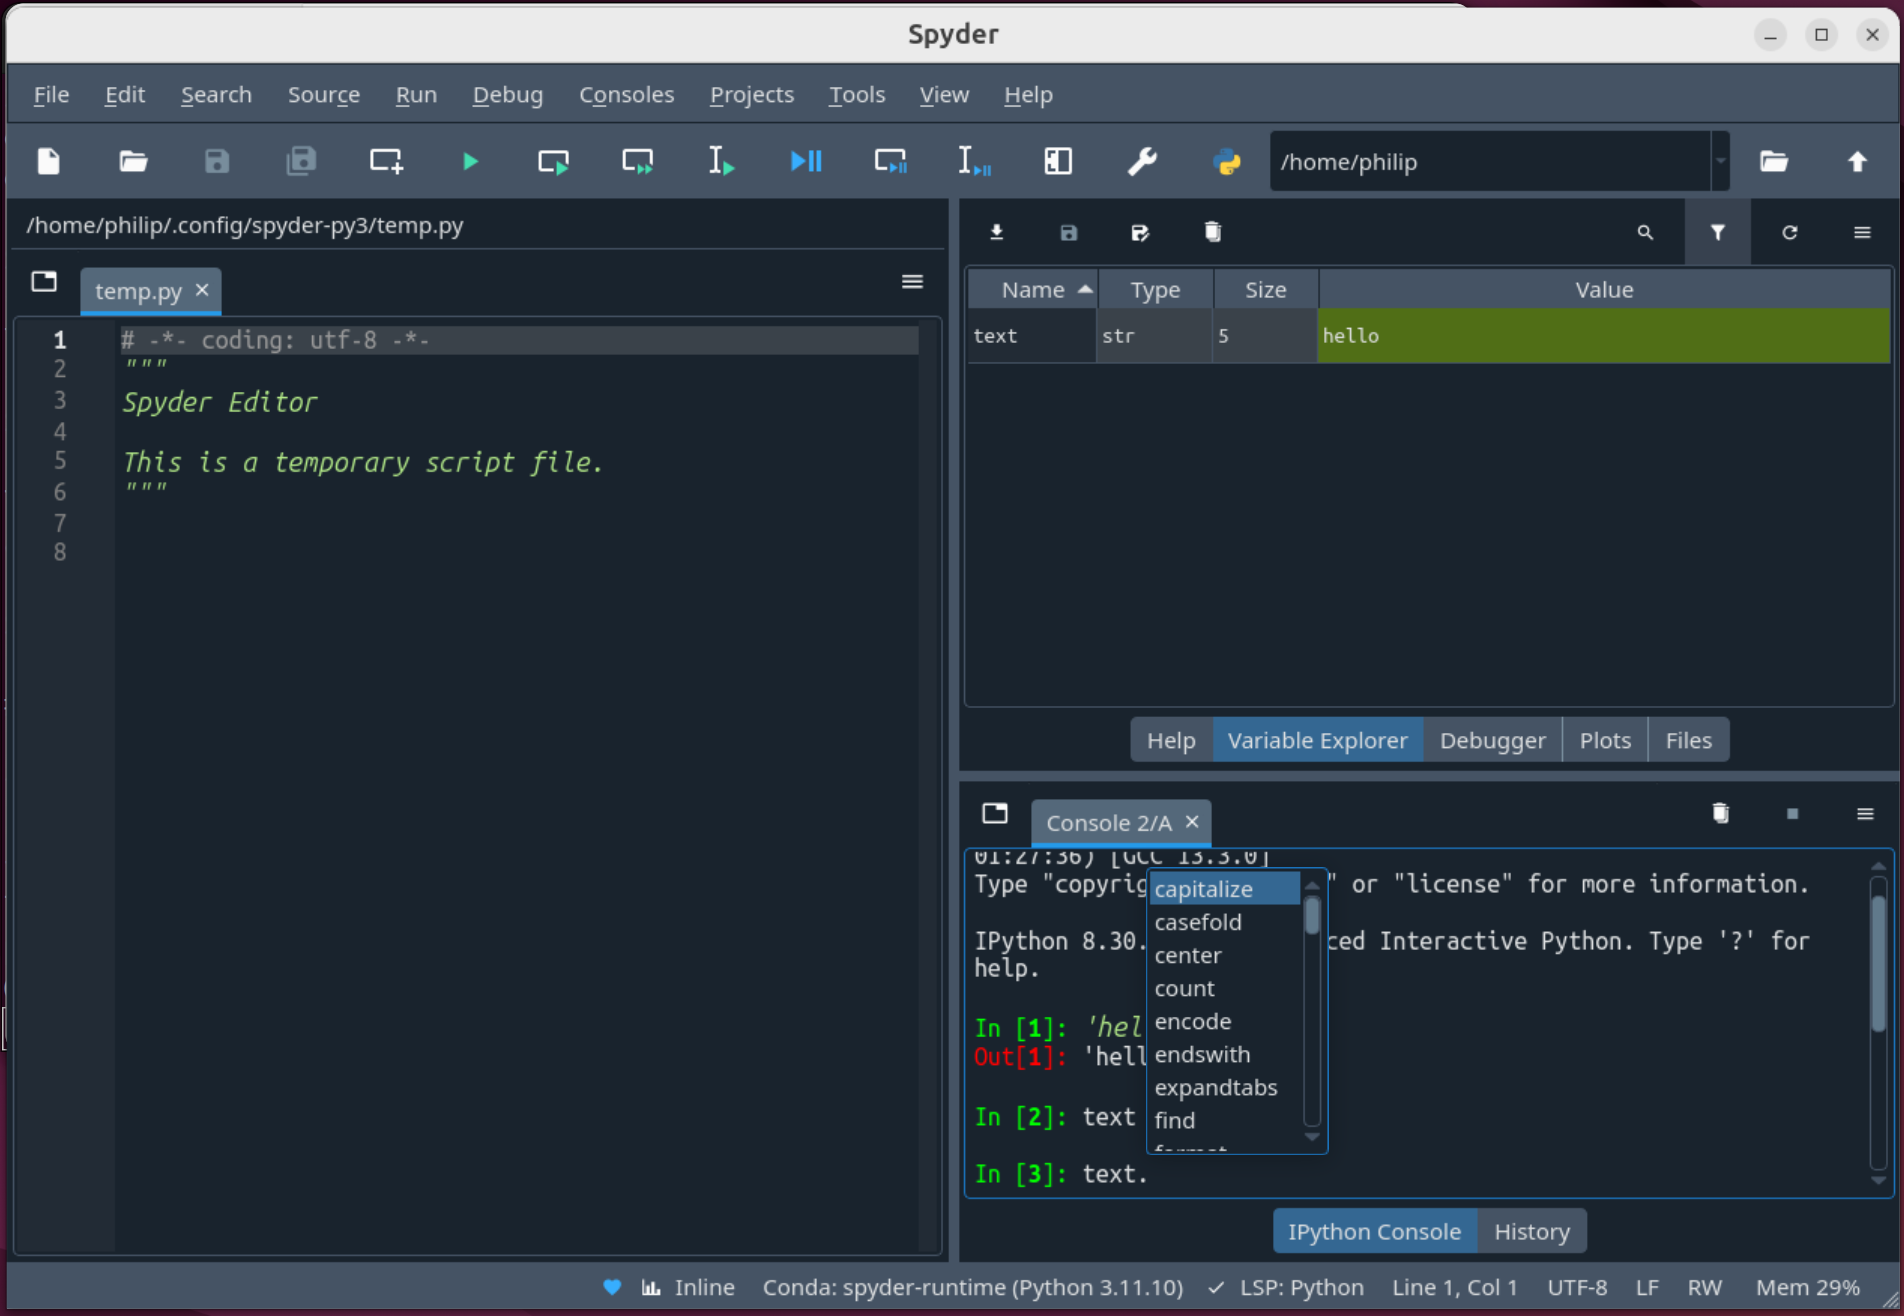 Spyder
File Edit Search Source Run Debug Consoles Projects Tools View Help
/home/philip
/home/philip/.config/spyder-py3/temp.py
temp.py
1 # -*- coding: utf-8 -*-
2 """
3 Spyder Editor
4
5 This is a temporary script file.
6 """
7
8
Name Type Size Value
text str 5 hello
Help Variable Explorer Debugger Plots Files
Console 2/A
01:27:36) [GCC 13.3.0]
Type "copyrig " or "license" for more information.
IPython 8.30. ced Interactive Python. Type '?' for
help.
In [1]: 'hel
Out[1]: 'hell
In [2]: text
In [3]: text.
capitalize
casefold
center
count
encode
endswith
expandtabs
find
format
IPython Console History
Inline Conda: spyder-runtime (Python 3.11.10) ✓ LSP: Python Line 1, Col 1 UTF-8 LF RW Mem 29%